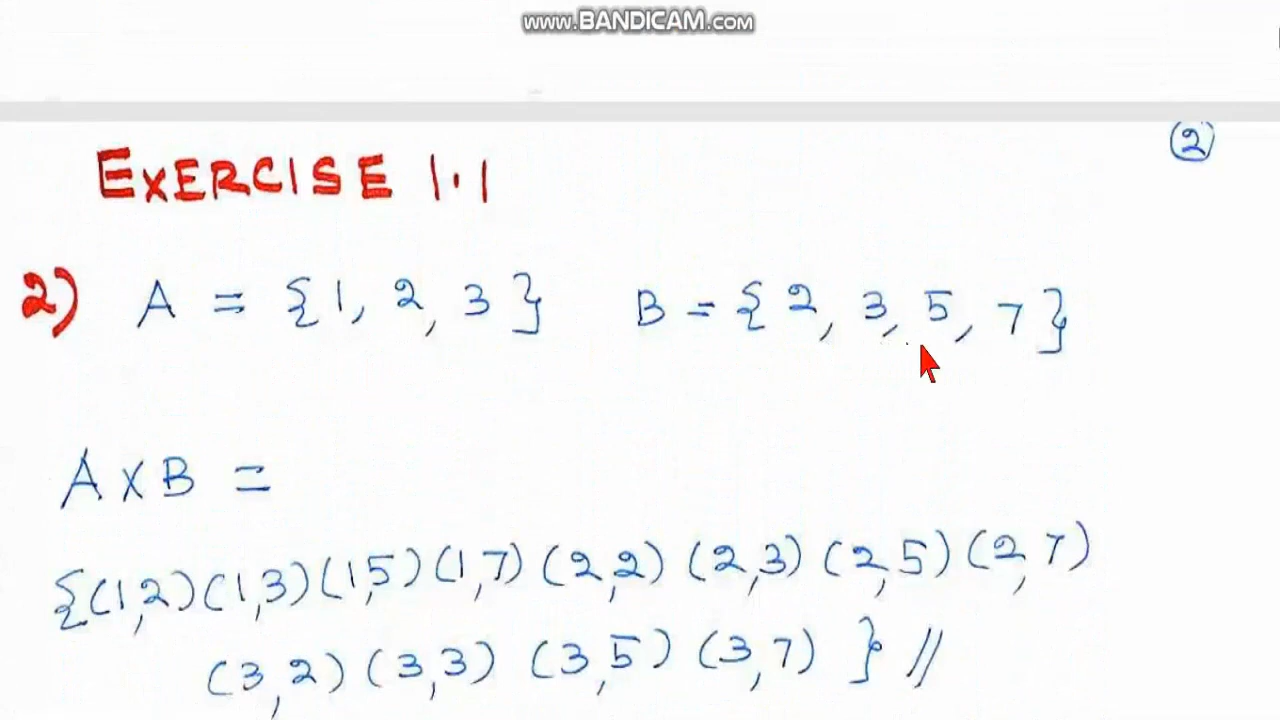 www.BANDICAM.com
2
EXERCISE 1.1
2) A = {1, 2, 3} B = {2, 3, 5, 7}
A X B =
{(1,2)(1,3)(1,5)(1,7)(2,2)(2,3)(2,5)(2,7)
(3,2)(3,3)(3,5)(3,7)}//